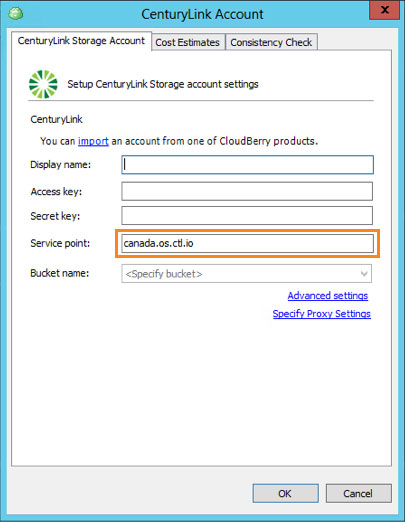 CenturyLink Account
x
CenturyLink Storage Account Cost Estimates Consistency Check
Setup CenturyLink Storage account settings
CenturyLink
You can import an account from one of CloudBerry products.
Display name:
Access key:
Secret key:
Service point: canada.os.ctl.io
Bucket name: <Specify bucket>
Advanced settings
Specify Proxy Settings
OK Cancel